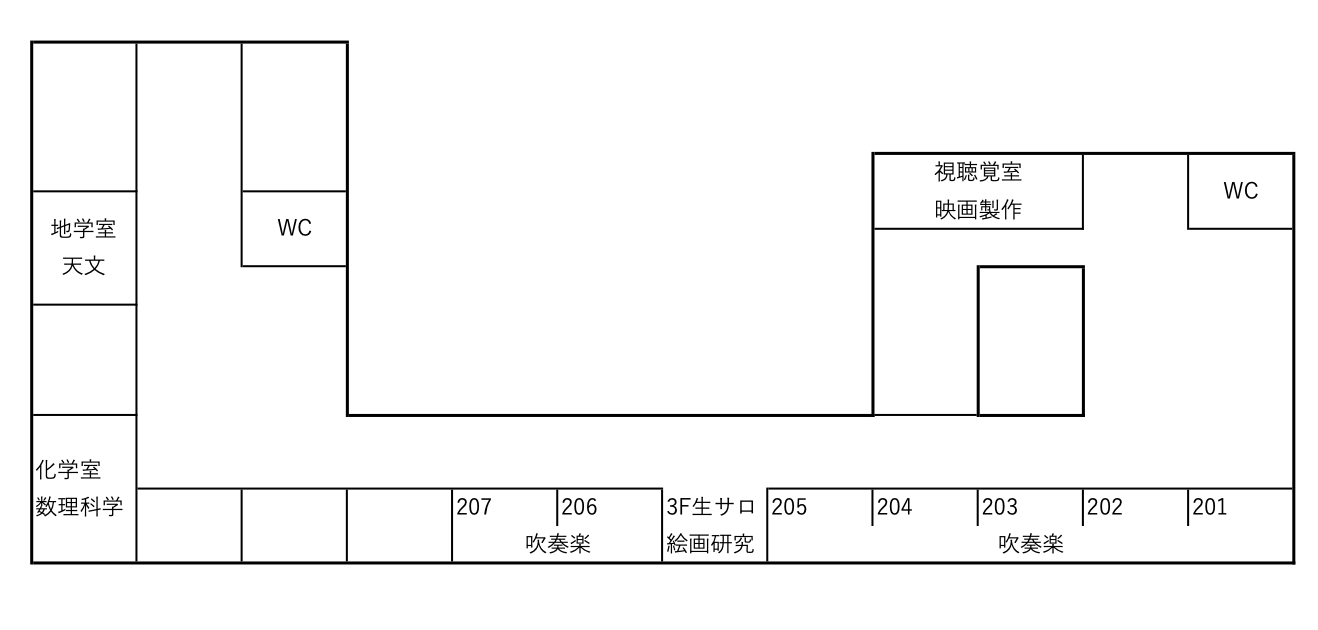 視聴覚室
映画製作
WC
地学室
天文
WC
化学室
数理科学
207
206
吹奏楽
3F生サロ
絵画研究
205
204
203
202
201
吹奏楽